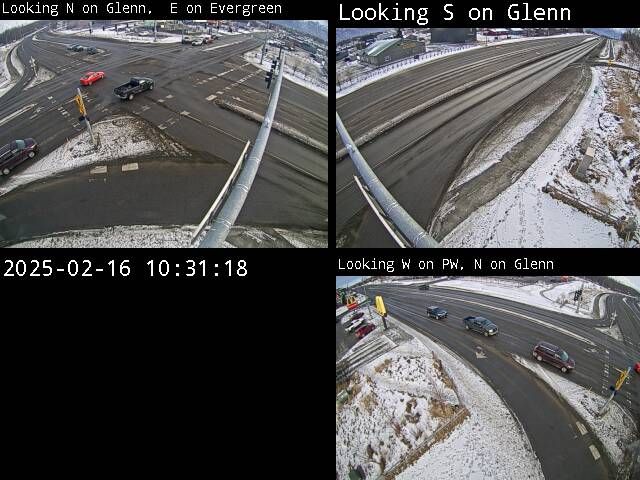 Looking N on Glenn,  E on Evergreen
Looking S on Glenn
2025-02-16 10:31:18
Looking W on PW, N on Glenn